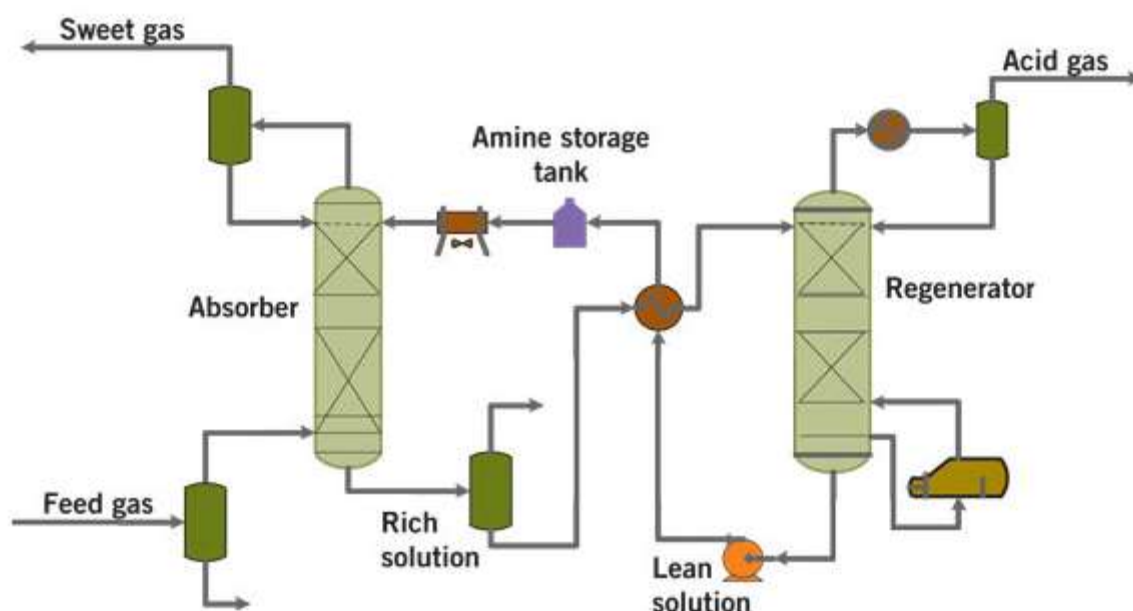 Sweet gas
Acid gas
Amine storage
tank
Absorber
Regenerator
Feed gas
Rich
solution
Lean
solution